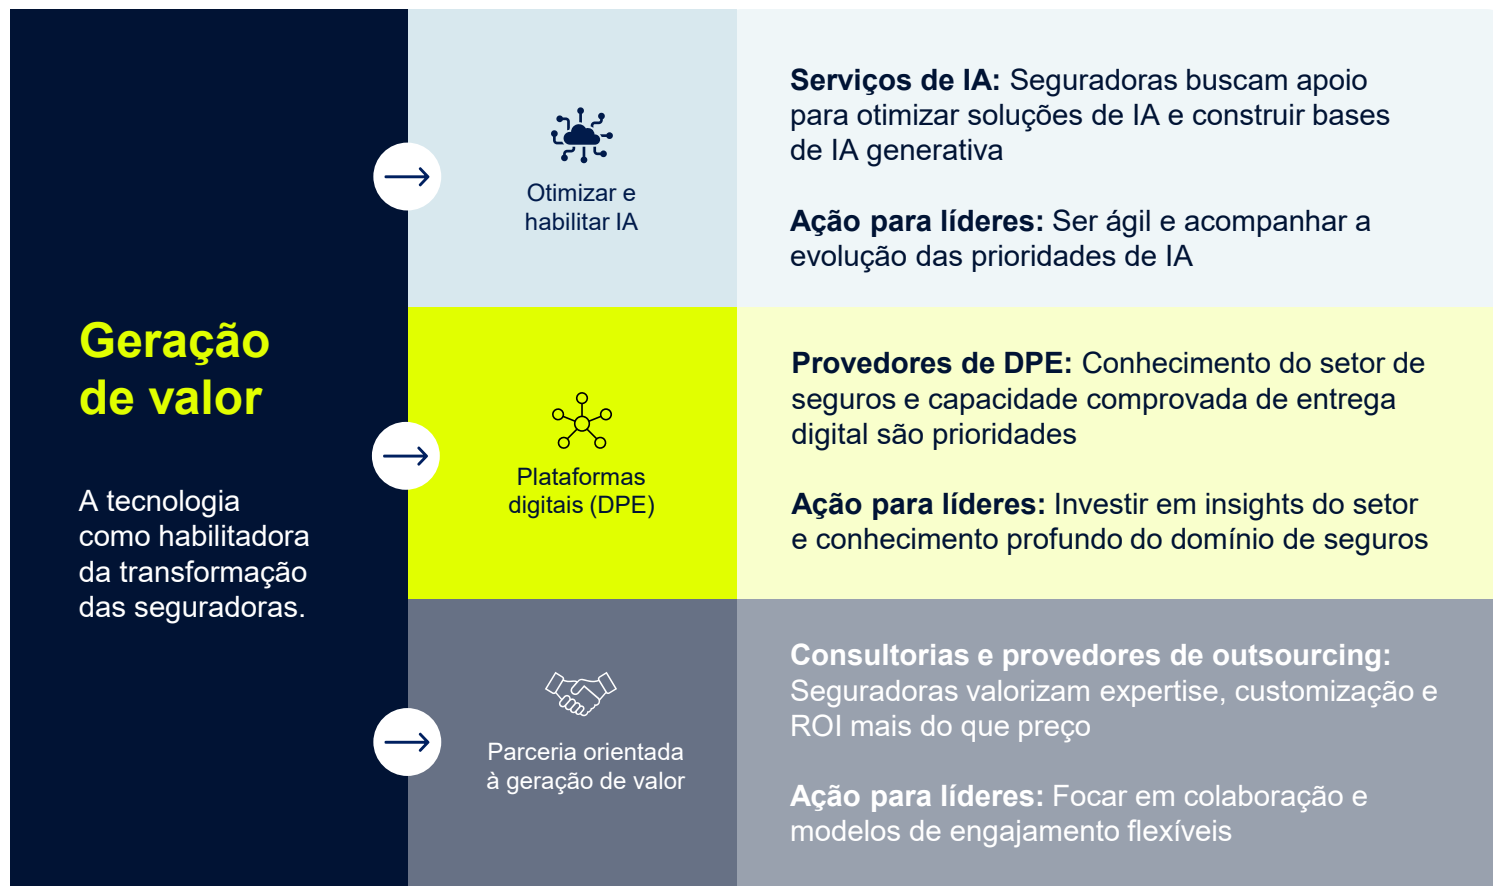 Geração
de valor
A tecnologia
como habilitadora
da transformação
das seguradoras.
Otimizar e
habilitar IA
Serviços de IA: Seguradoras buscam apoio
para otimizar soluções de IA e construir bases
de IA generativa
Ação para líderes: Ser ágil e acompanhar a
evolução das prioridades de IA
Plataformas
digitais (DPE)
Provedores de DPE: Conhecimento do setor de
seguros e capacidade comprovada de entrega
digital são prioridades
Ação para líderes: Investir em insights do setor
e conhecimento profundo do domínio de seguros
Parceria orientada
à geração de valor
Consultorias e provedores de outsourcing:
Seguradoras valorizam expertise, customização e
ROI mais do que preço
Ação para líderes: Focar em colaboração e
modelos de engajamento flexíveis